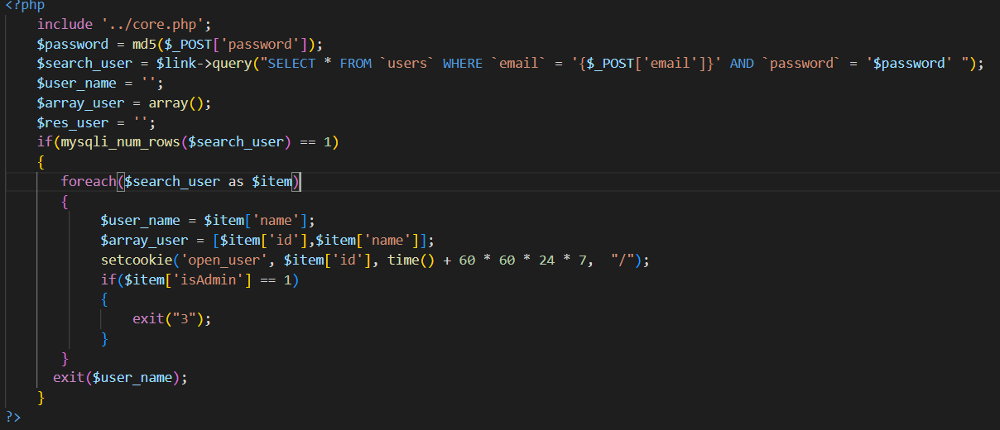 <?php
include '../core.php';
$password = md5($_POST['password']);
$search_user = $link->query("SELECT * FROM `users` WHERE `email` = '{$_POST['email']}' AND `password` = '$password' ");
$user_name = '';
$array_user = array();
$res_user = '';
if(mysqli_num_rows($search_user) == 1)
{
foreach($search_user as $item)
{
$user_name = $item['name'];
$array_user = [$item['id'],$item['name']];
setcookie('open_user', $item['id'], time() + 60 * 60 * 24 * 7,  "/");
if($item['isAdmin'] == 1)
{
exit("3");
}
}
exit($user_name);
}
?>